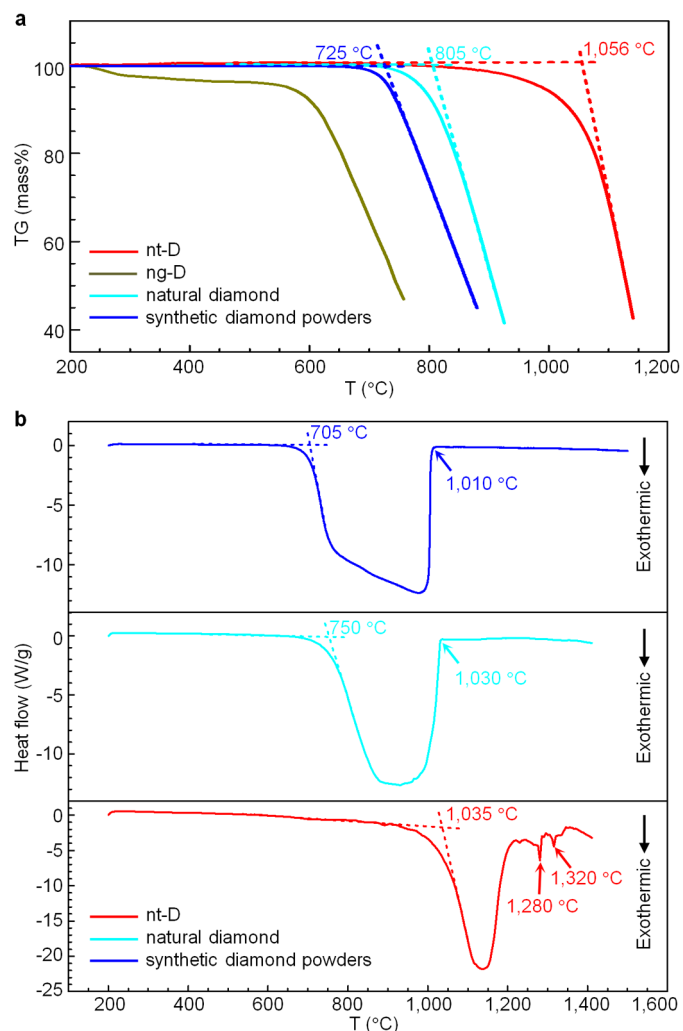 a
725 °C
805 °C
1,056 °C
100
80
60
40
TG (mass%)
nt-D
ng-D
natural diamond
synthetic diamond powders
200
400
600
800
1,000
1,200
T (°C)
b
705 °C
1,010 °C
0
-5
-10
Exothermic
750 °C
1,030 °C
0
-5
-10
Exothermic
Heat flow (W/g)
1,035 °C
1,280 °C
1,320 °C
0
-5
-10
-15
-20
-25
Exothermic
nt-D
natural diamond
synthetic diamond powders
200
400
600
800
1,000
1,200
1,400
1,600
T (°C)